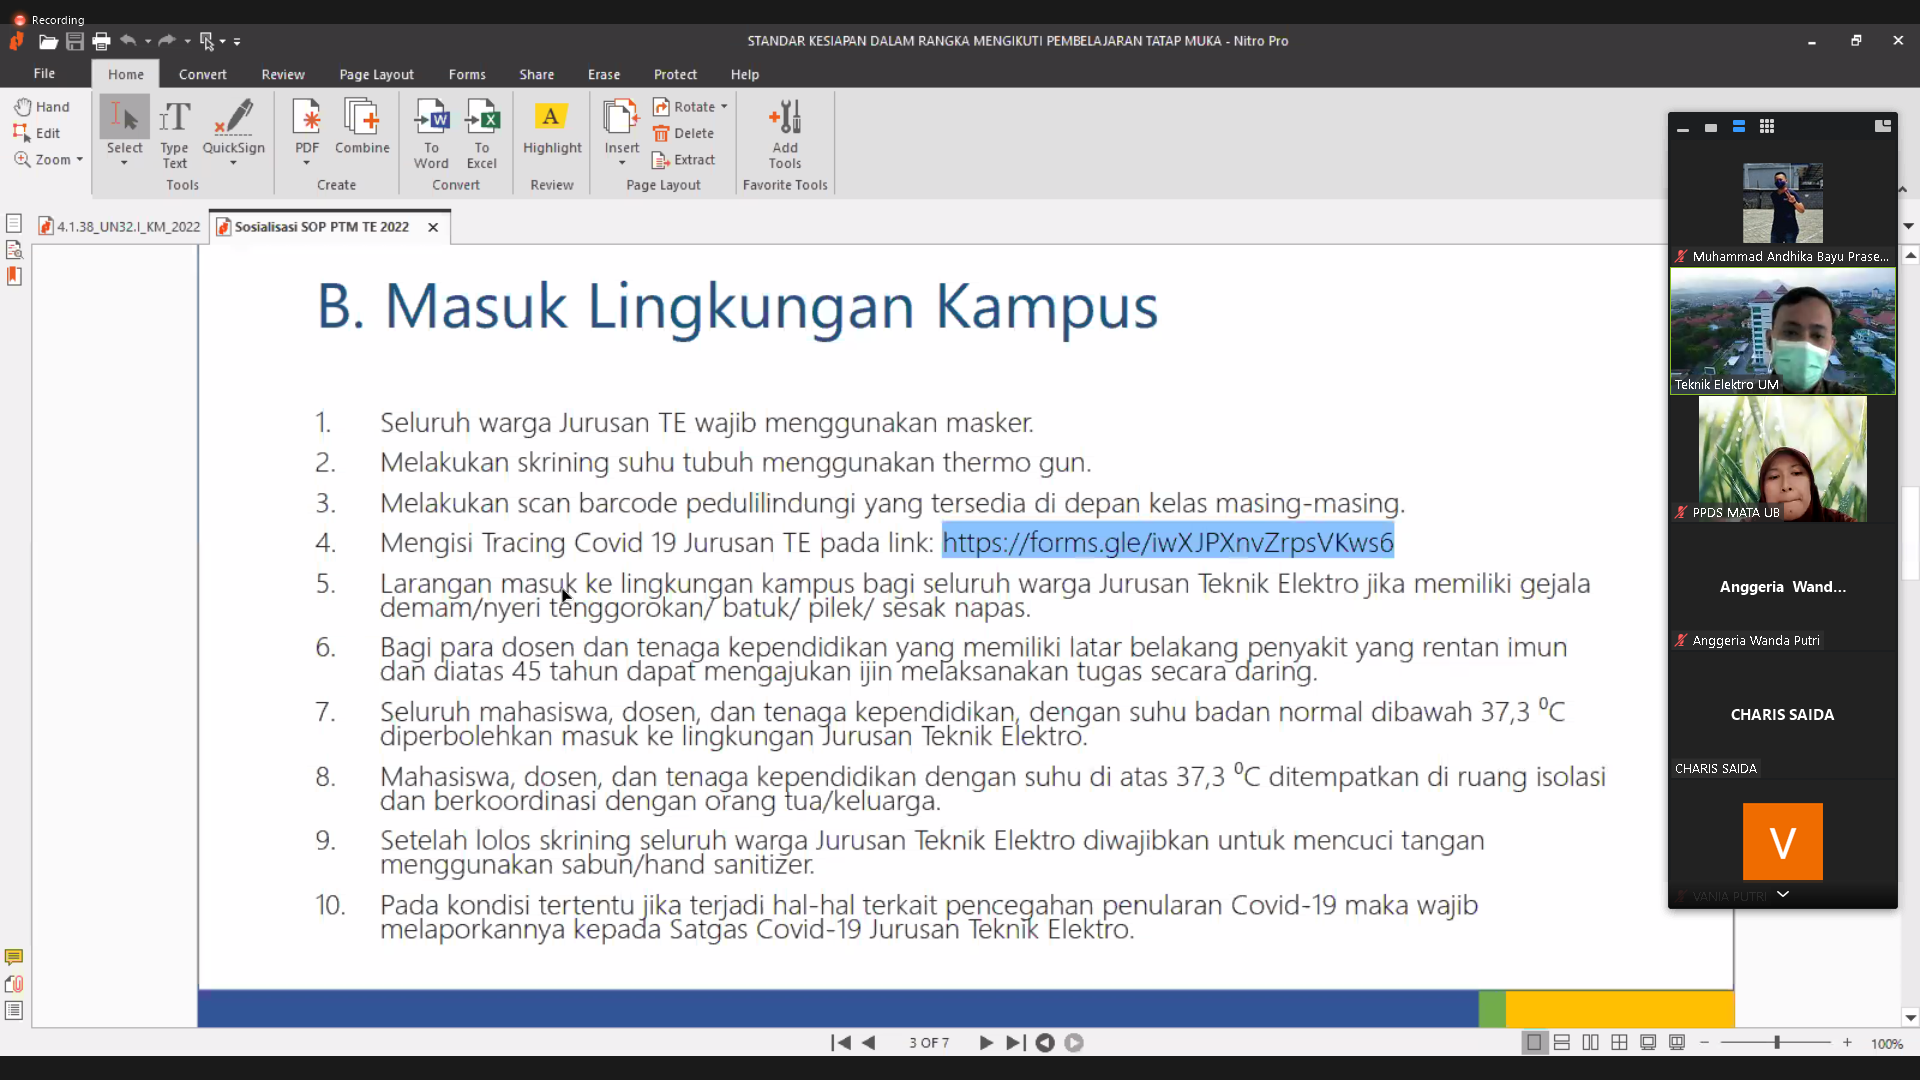 Recording
STANDAR KESIAPAN DALAM RANGKA MENGIKUTI PEMBELAJARAN TATAP MUKA - Nitro Pro
File Home Convert Review Page Layout Forms Share Erase Protect Help
Hand
Edit
Zoom
Select
Type Text
QuickSign
Tools
PDF
Combine
Create
To Word
To Excel
Convert
Highlight
Review
Insert
Rotate
Delete
Extract
Page Layout
Add Tools
Favorite Tools
4.1.38_UN32.I_KM_2022
Sosialisasi SOP PTM TE 2022
B. Masuk Lingkungan Kampus
1. Seluruh warga Jurusan TE wajib menggunakan masker.
2. Melakukan skrining suhu tubuh menggunakan thermo gun.
3. Melakukan scan barcode pedulilindungi yang tersedia di depan kelas masing-masing.
4. Mengisi Tracing Covid 19 Jurusan TE pada link: https://forms.gle/iwXJPXnvZrpsVKws6
5. Larangan masuk ke lingkungan kampus bagi seluruh warga Jurusan Teknik Elektro jika memiliki gejala
demam/nyeri tenggorokan/ batuk/ pilek/ sesak napas.
6. Bagi para dosen dan tenaga kependidikan yang memiliki latar belakang penyakit yang rentan imun
dan diatas 45 tahun dapat mengajukan ijin melaksanakan tugas secara daring.
7. Seluruh mahasiswa, dosen, dan tenaga kependidikan, dengan suhu badan normal dibawah 37,3 ⁰C
diperbolehkan masuk ke lingkungan Jurusan Teknik Elektro.
8. Mahasiswa, dosen, dan tenaga kependidikan dengan suhu di atas 37,3 ⁰C ditempatkan di ruang isolasi
dan berkoordinasi dengan orang tua/keluarga.
9. Setelah lolos skrining seluruh warga Jurusan Teknik Elektro diwajibkan untuk mencuci tangan
menggunakan sabun/hand sanitizer.
10. Pada kondisi tertentu jika terjadi hal-hal terkait pencegahan penularan Covid-19 maka wajib
melaporkannya kepada Satgas Covid-19 Jurusan Teknik Elektro.
Muhammad Andhika Bayu Prase...
Teknik Elektro UM
PPDS MATA UB
Anggeria Wand...
Anggeria Wanda Putri
CHARIS SAIDA
CHARIS SAIDA
V
VANIA PUTRI
3 OF 7
100%